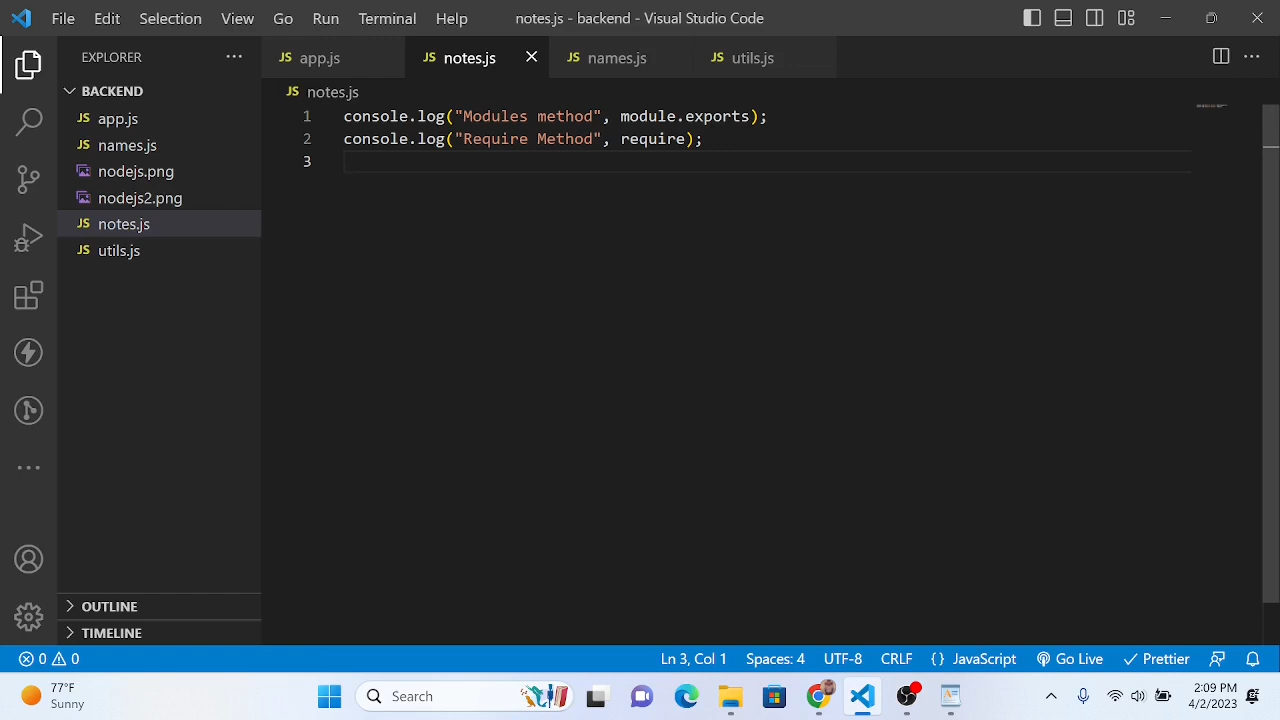 File Edit Selection View Go Run Terminal Help notes.js - backend - Visual Studio Code
EXPLORER
JS app.js JS notes.js JS names.js JS utils.js
BACKEND
JS notes.js
JS app.js
JS names.js
nodejs.png
nodejs2.png
JS notes.js
JS utils.js
1 console.log("Modules method", module.exports);
2 console.log("Require Method", require);
3
OUTLINE
TIMELINE
0 0 Ln 3, Col 1 Spaces: 4 UTF-8 CRLF {} JavaScript Go Live Prettier
77°F
Sunny
Search
2:09 PM
4/2/2023